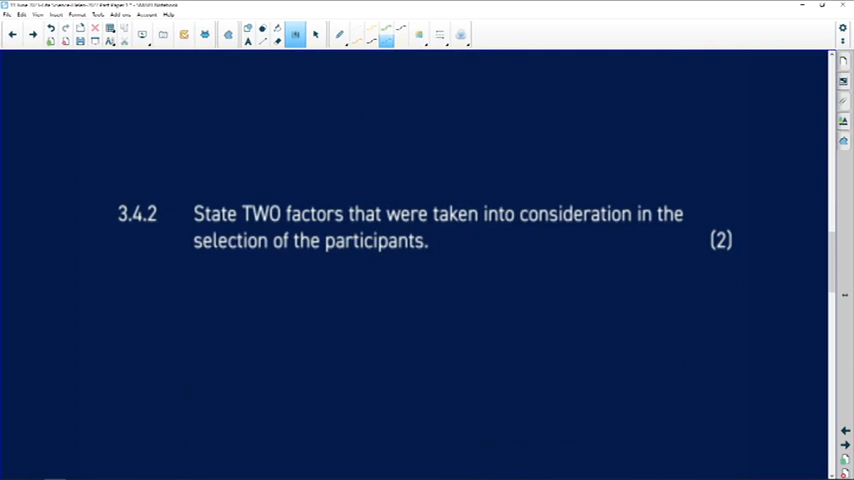 File Edit View Insert Format Tools Add-ons Account Help
3.4.2 State TWO factors that were taken into consideration in the
selection of the participants. (2)